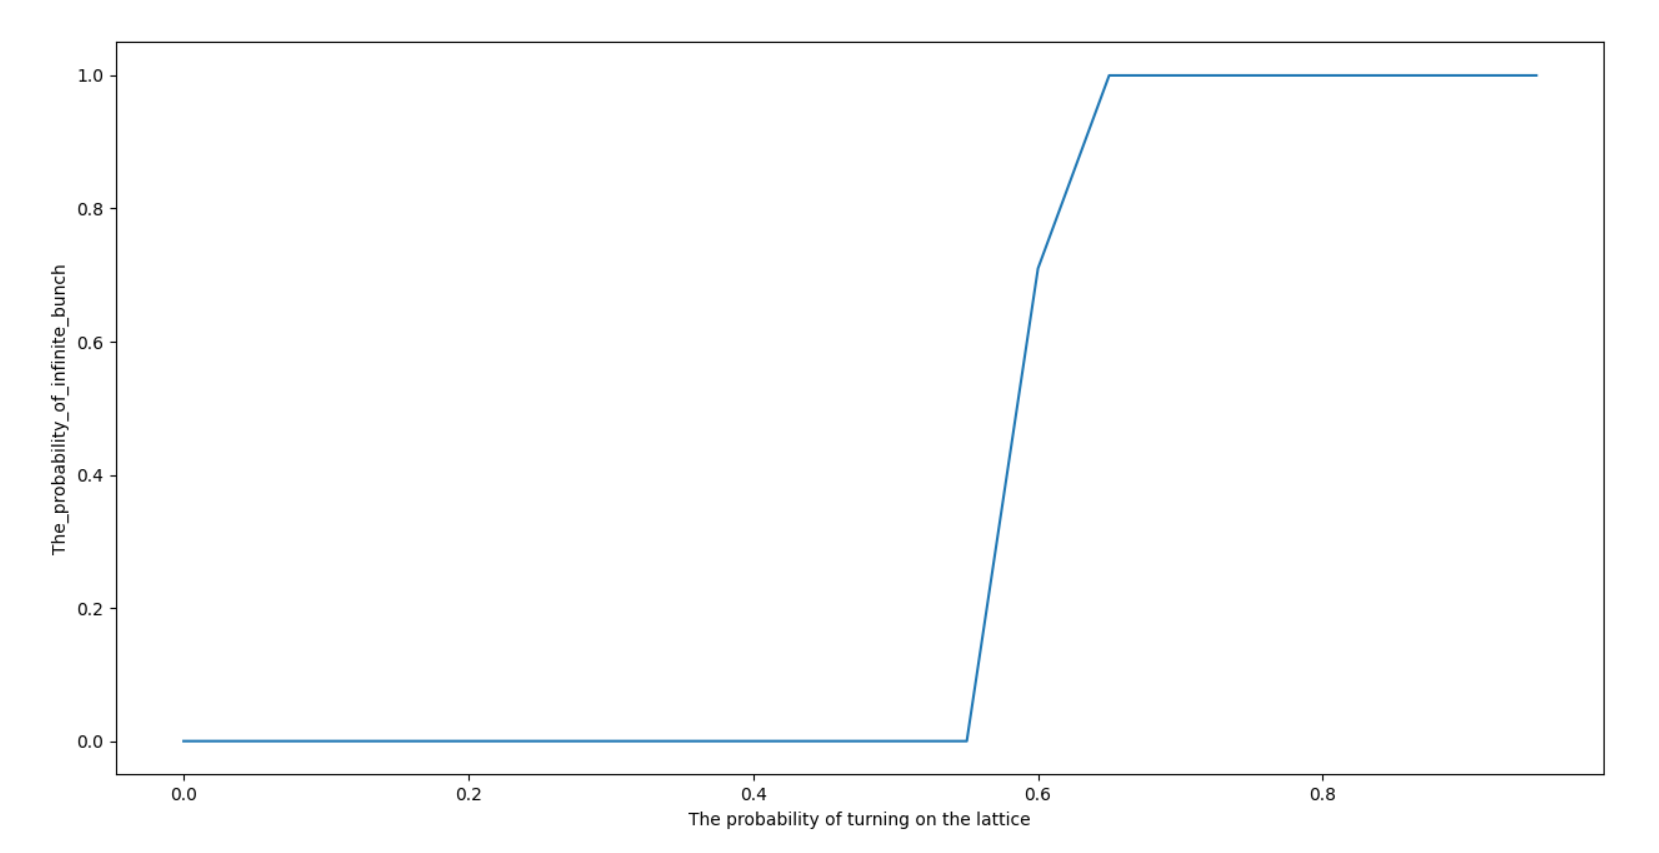 1.0
0.8
0.6
0.4
0.2
0.0
The_probability_of_infinite_bunch
0.0 0.2 0.4 0.6 0.8
The probability of turning on the lattice